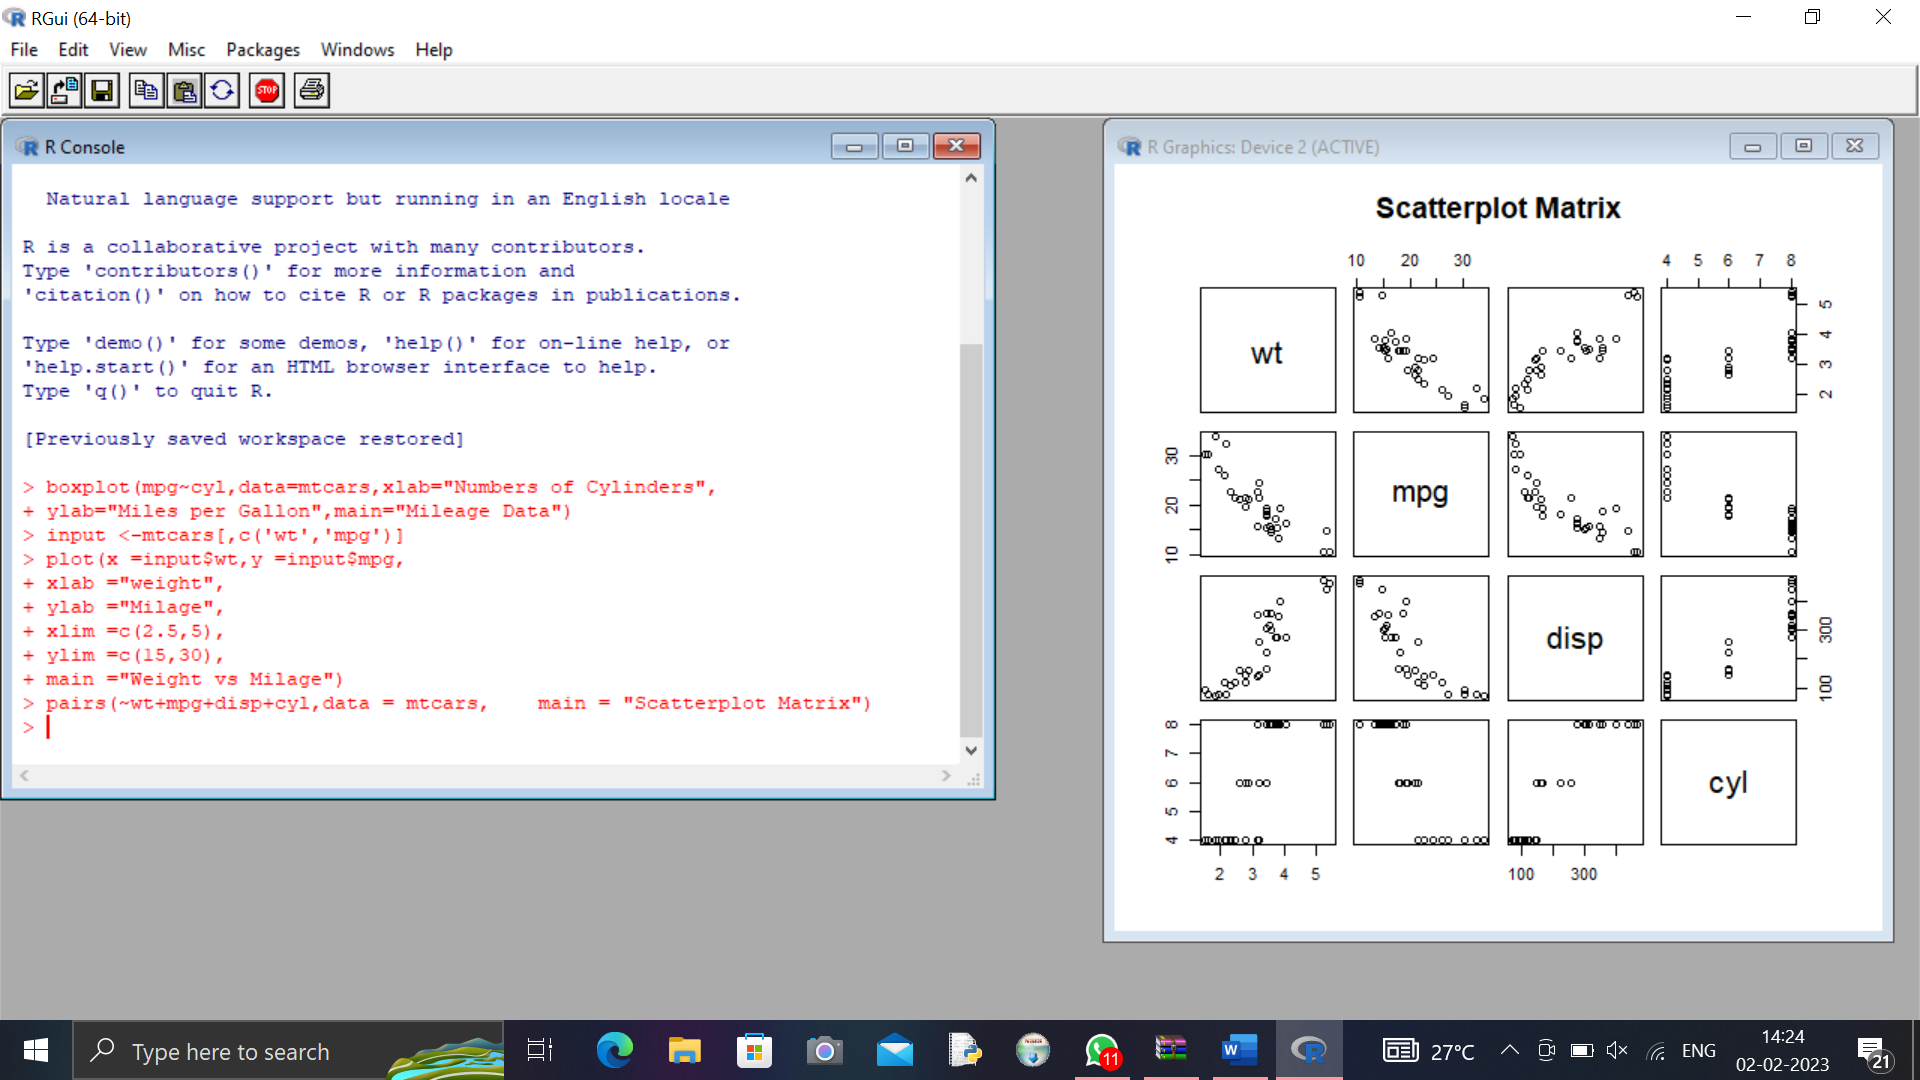 RGui (64-bit)
File Edit View Misc Packages Windows Help
STOP
R Console
Natural language support but running in an English locale
R is a collaborative project with many contributors.
Type 'contributors()' for more information and
'citation()' on how to cite R or R packages in publications.
Type 'demo()' for some demos, 'help()' for on-line help, or
'help.start()' for an HTML browser interface to help.
Type 'q()' to quit R.
[Previously saved workspace restored]
> boxplot(mpg~cyl,data=mtcars,xlab="Numbers of Cylinders",
+ ylab="Miles per Gallon",main="Mileage Data")
> input <-mtcars[,c('wt','mpg')]
> plot(x =input$wt,y =input$mpg,
+ xlab ="weight",
+ ylab ="Milage",
+ xlim =c(2.5,5),
+ ylim =c(15,30),
+ main ="Weight vs Milage")
> pairs(~wt+mpg+disp+cyl,data = mtcars,    main = "Scatterplot Matrix")
>
R Graphics: Device 2 (ACTIVE)
Scatterplot Matrix
10 20 30
4 5 6 7 8
wt
2 3 4 5
10 20 30
mpg
disp
100 300
4 5 6 7 8
cyl
2 3 4 5
100 300
Type here to search
11
W
R
27°C
ENG
14:24
02-02-2023
21